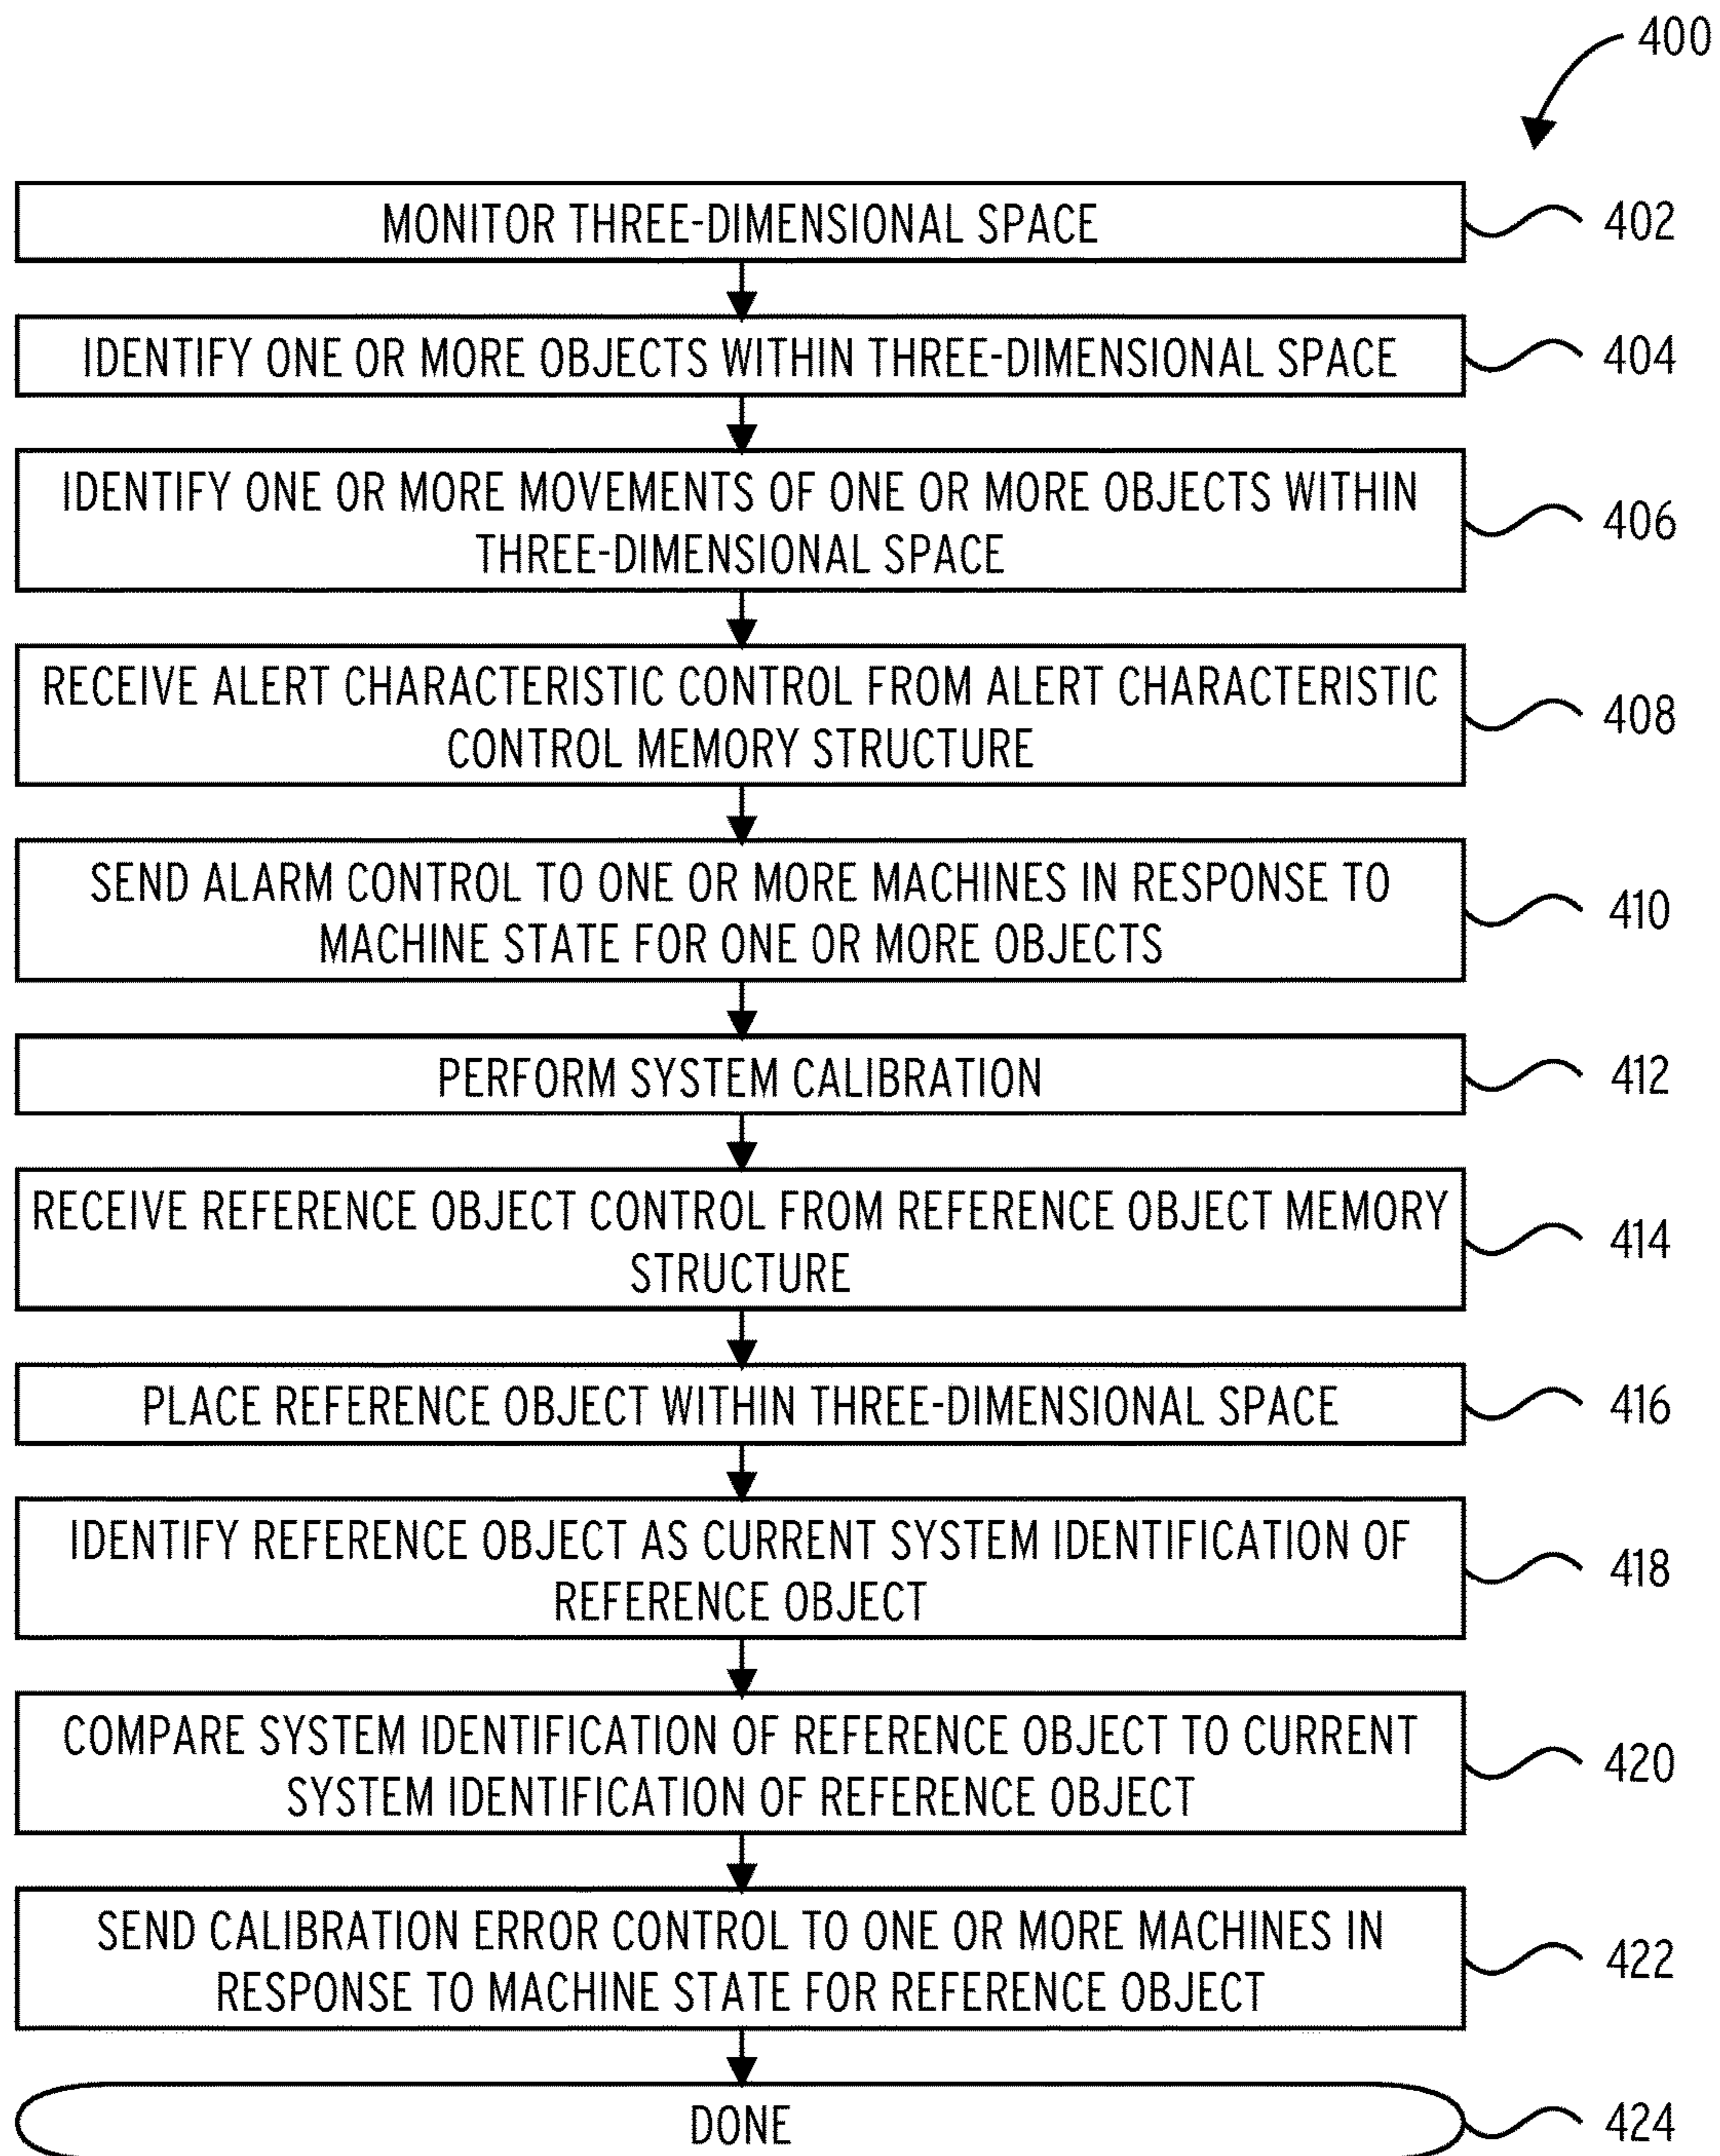 400
MONITOR THREE-DIMENSIONAL SPACE
402
IDENTIFY ONE OR MORE OBJECTS WITHIN THREE-DIMENSIONAL SPACE
404
IDENTIFY ONE OR MORE MOVEMENTS OF ONE OR MORE OBJECTS WITHIN
THREE-DIMENSIONAL SPACE
406
RECEIVE ALERT CHARACTERISTIC CONTROL FROM ALERT CHARACTERISTIC
CONTROL MEMORY STRUCTURE
408
SEND ALARM CONTROL TO ONE OR MORE MACHINES IN RESPONSE TO
MACHINE STATE FOR ONE OR MORE OBJECTS
410
PERFORM SYSTEM CALIBRATION
412
RECEIVE REFERENCE OBJECT CONTROL FROM REFERENCE OBJECT MEMORY
STRUCTURE
414
PLACE REFERENCE OBJECT WITHIN THREE-DIMENSIONAL SPACE
416
IDENTIFY REFERENCE OBJECT AS CURRENT SYSTEM IDENTIFICATION OF
REFERENCE OBJECT
418
COMPARE SYSTEM IDENTIFICATION OF REFERENCE OBJECT TO CURRENT
SYSTEM IDENTIFICATION OF REFERENCE OBJECT
420
SEND CALIBRATION ERROR CONTROL TO ONE OR MORE MACHINES IN
RESPONSE TO MACHINE STATE FOR REFERENCE OBJECT
422
DONE
424